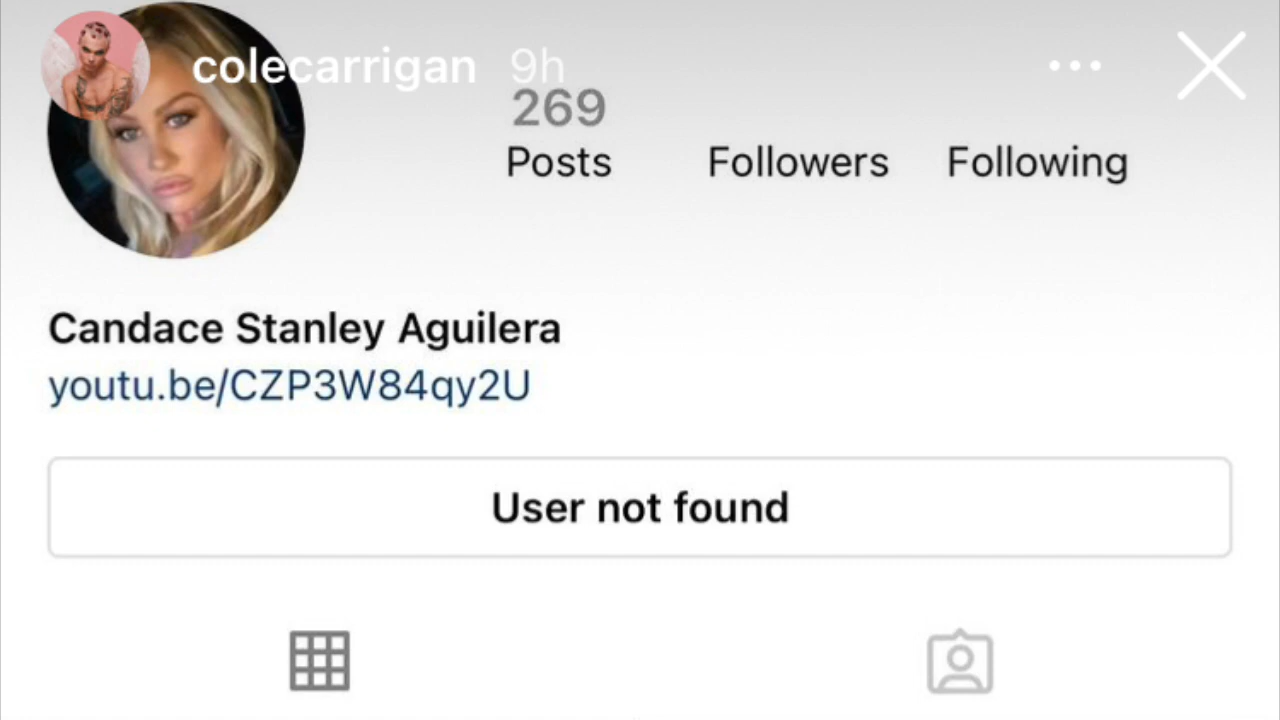 colecarrigan 9h
269
Posts Followers Following
Candace Stanley Aguilera
youtu.be/CZP3W84qy2U
User not found